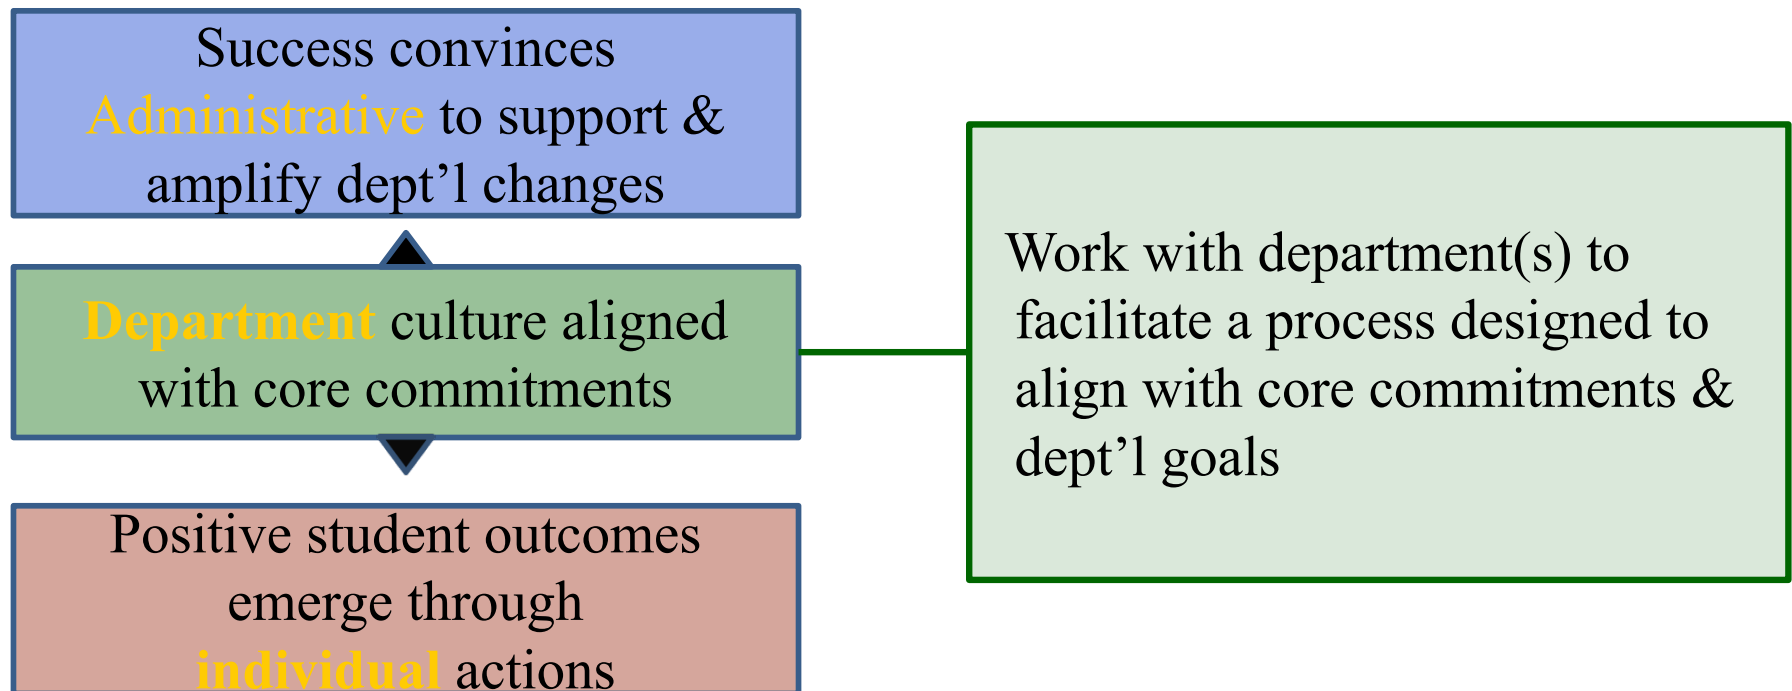 Success convinces
Administrative to support &
amplify dept’l changes
Department culture aligned
with core commitments
Positive student outcomes
emerge through
individual actions
Work with department(s) to
facilitate a process designed to
align with core commitments &
dept’l goals